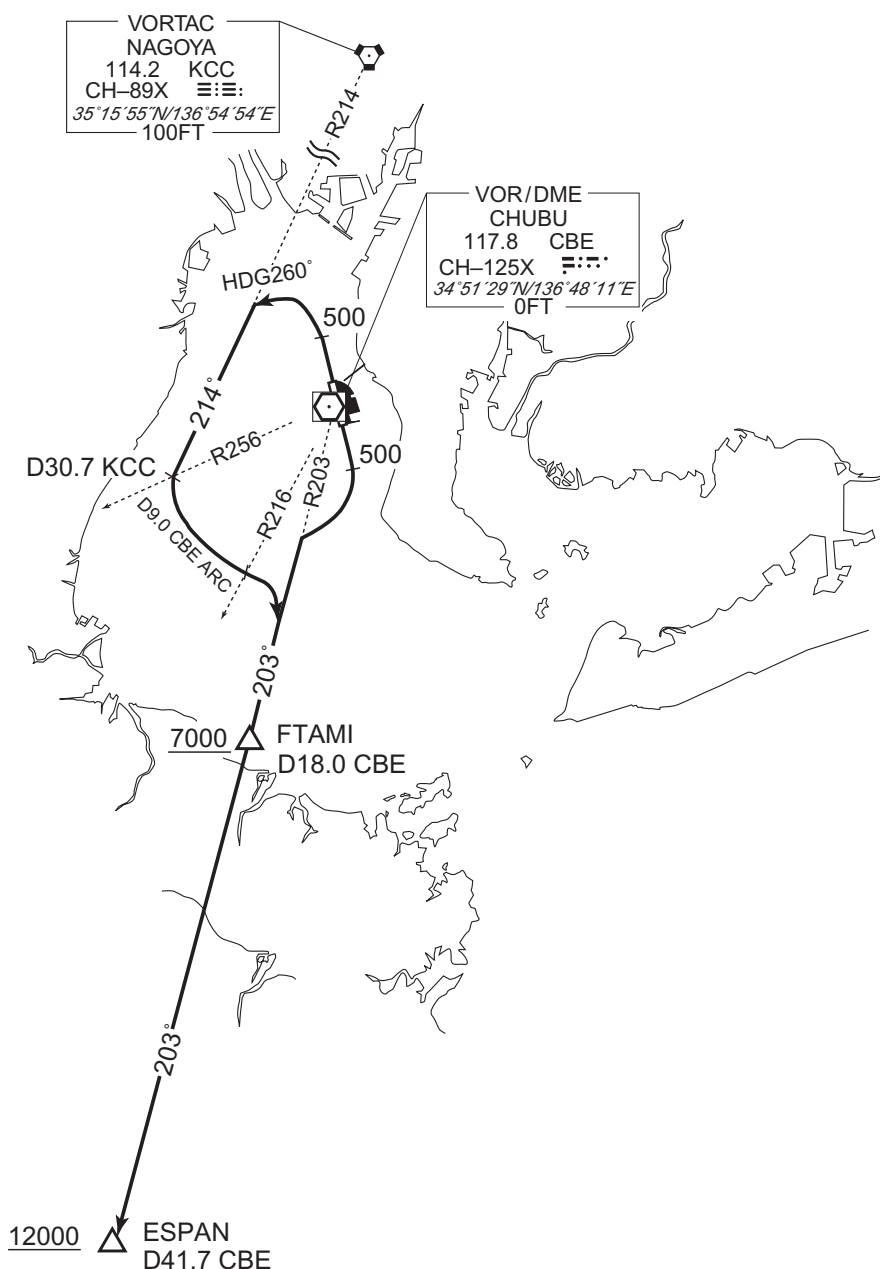 VORTAC
NAGOYA
114.2 KCC
CH–89X
35°15′55″N/136°54′54″E
100FT
R214
VOR/DME
CHUBU
117.8 CBE
CH–125X
34°51′29″N/136°48′11″E
0FT
HDG260°
500
214°
R256
D30.7 KCC
500
R203
R216
D9.0 CBE ARC
203°
7000
FTAMI
D18.0 CBE
203°
12000
ESPAN
D41.7 CBE